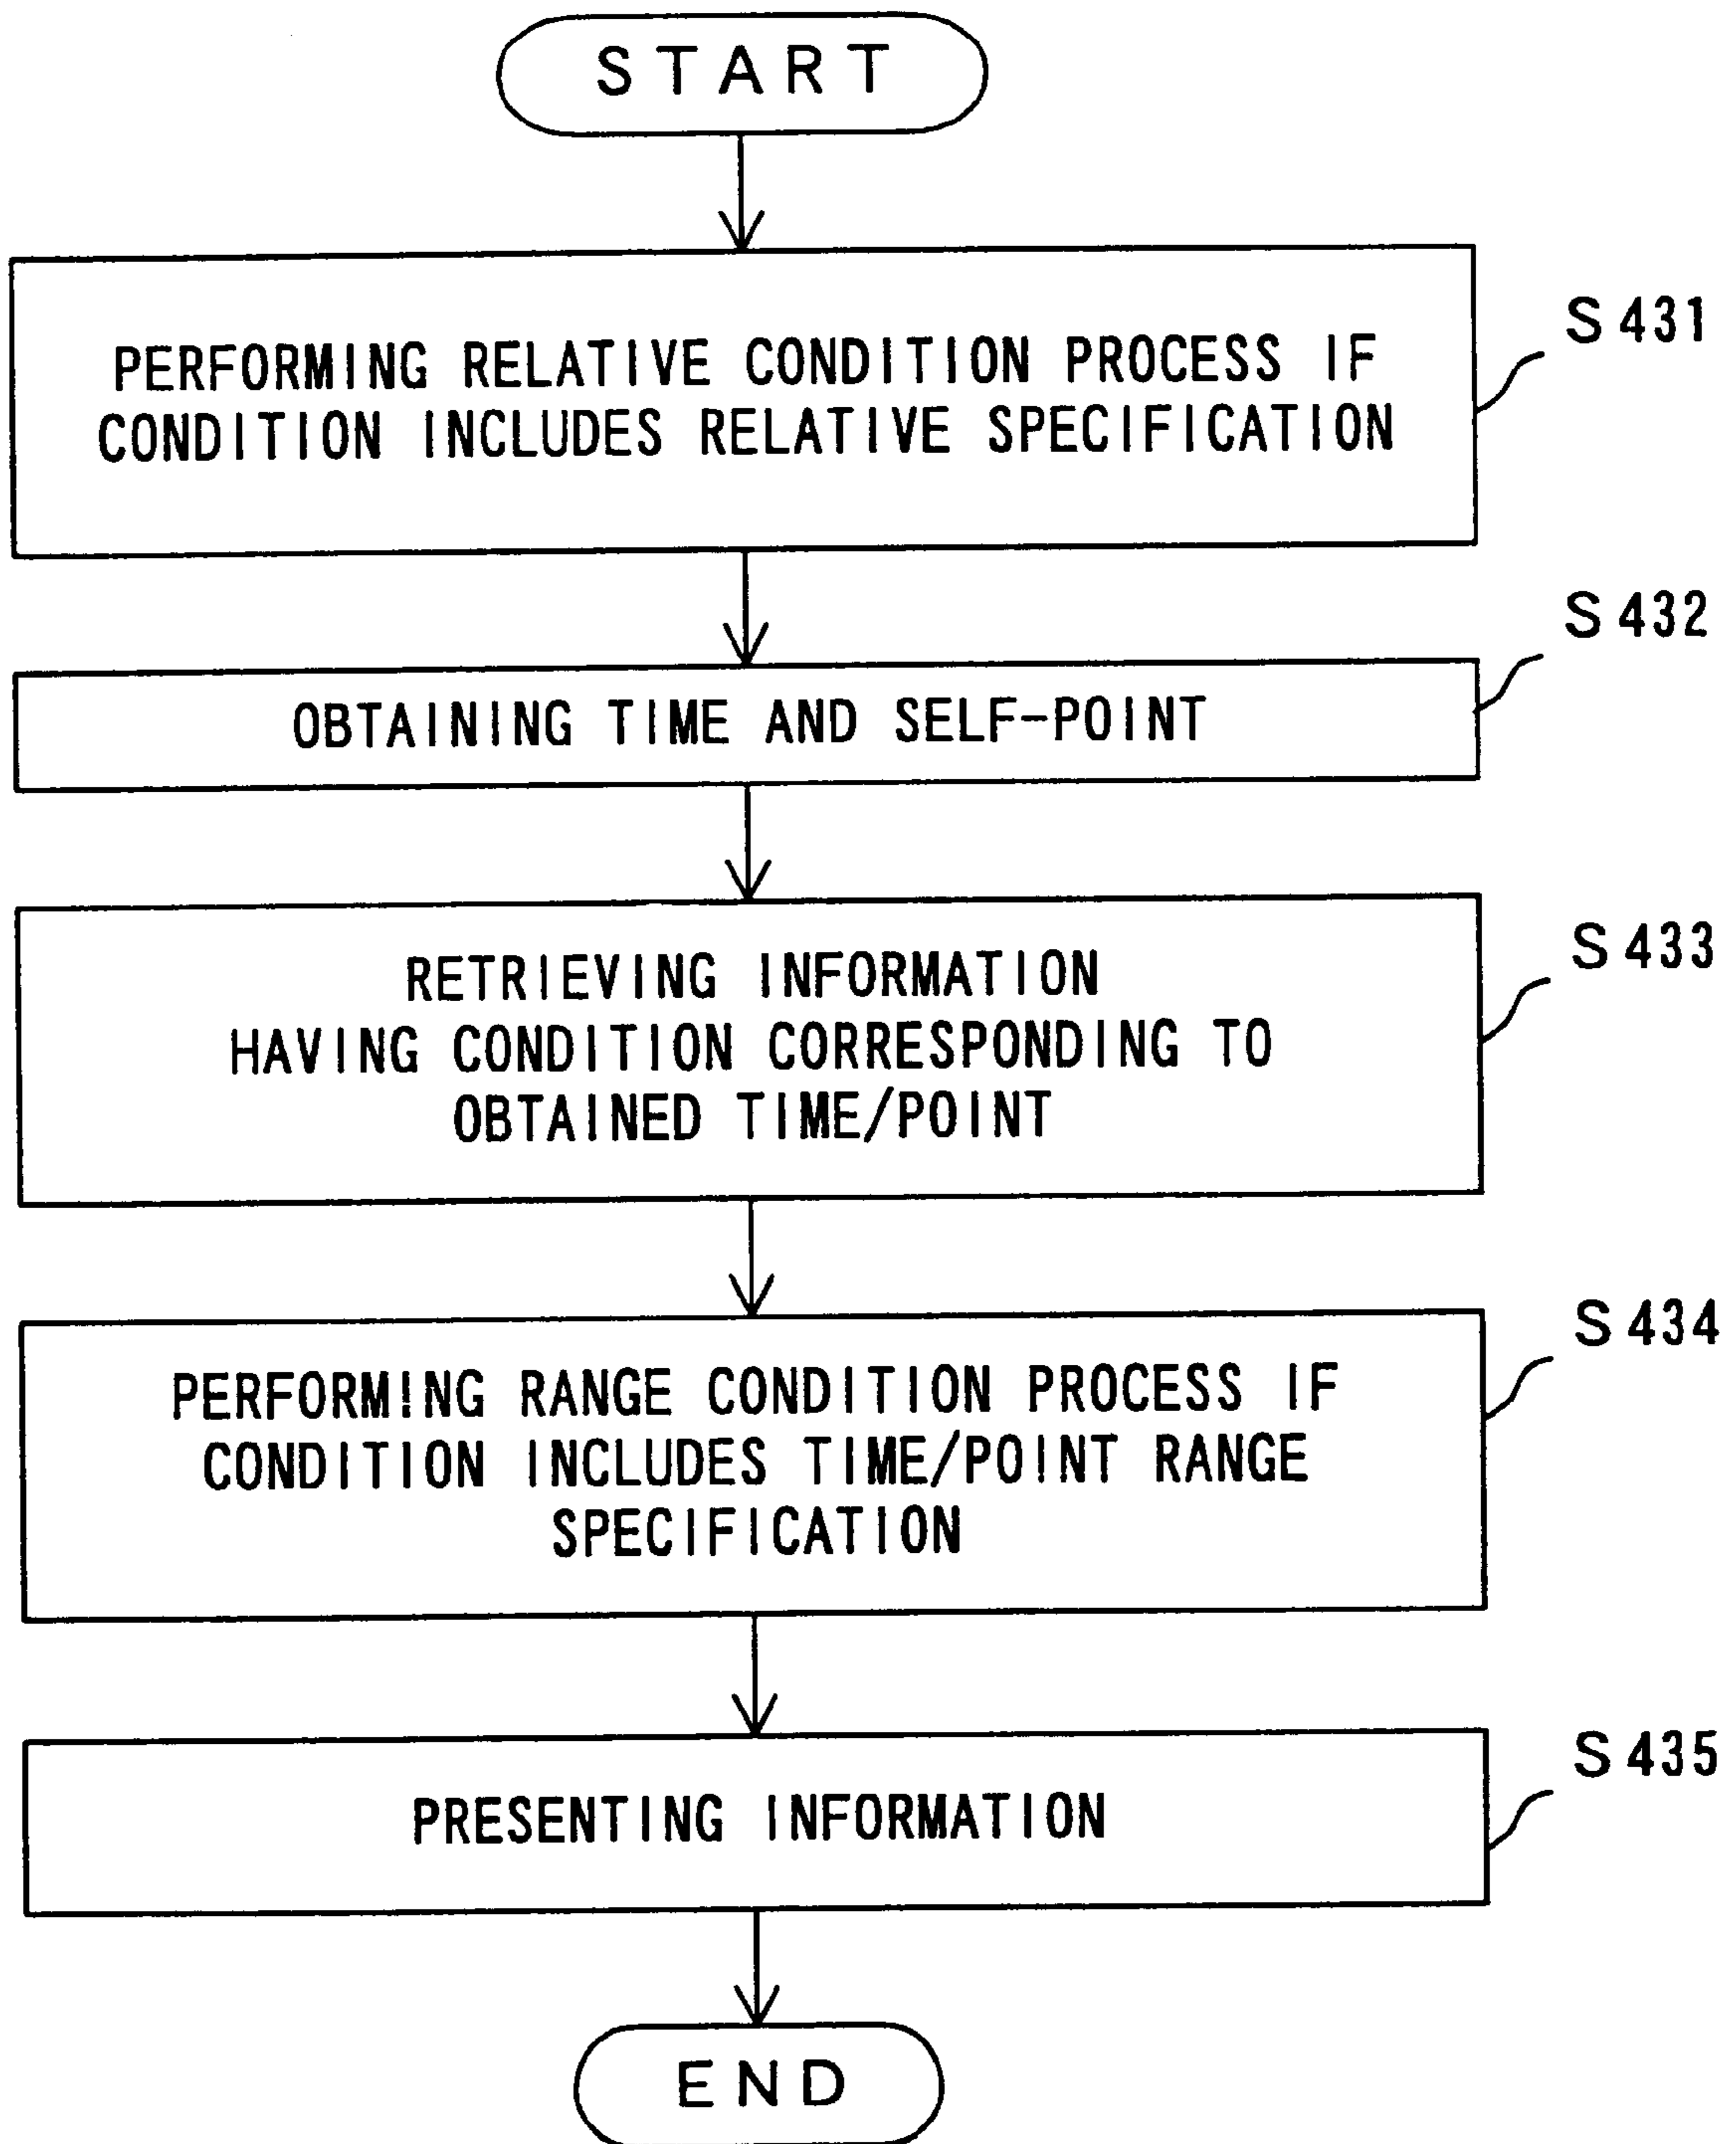 START
PERFORMING RELATIVE CONDITION PROCESS IF
CONDITION INCLUDES RELATIVE SPECIFICATION
S431
OBTAINING TIME AND SELF-POINT
S432
RETRIEVING INFORMATION
HAVING CONDITION CORRESPONDING TO
OBTAINED TIME/POINT
S433
PERFORMING RANGE CONDITION PROCESS IF
CONDITION INCLUDES TIME/POINT RANGE
SPECIFICATION
S434
PRESENTING INFORMATION
S435
END